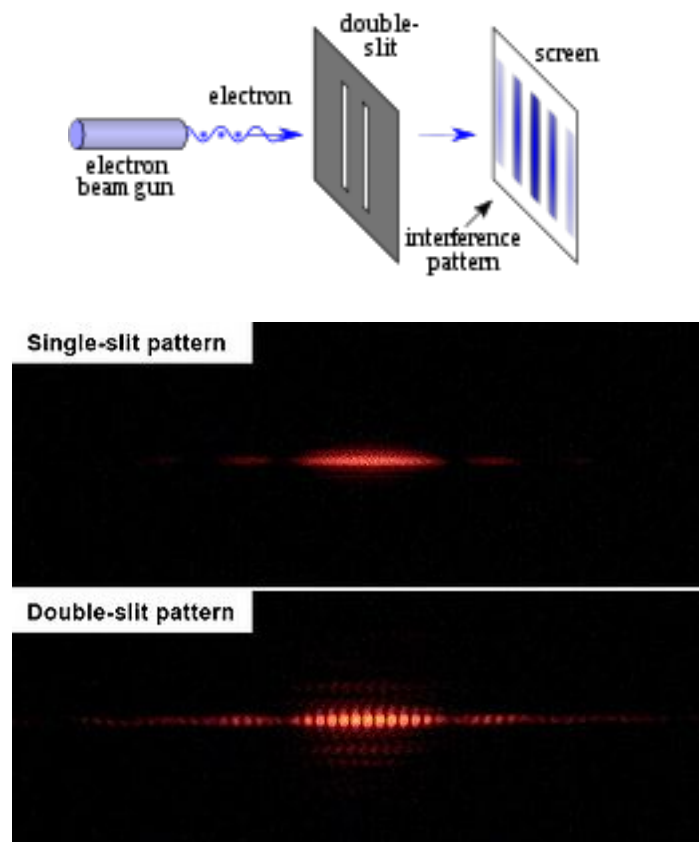 double-
slit
screen
electron
electron
beam gun
interference
pattern
Single-slit pattern
Double-slit pattern